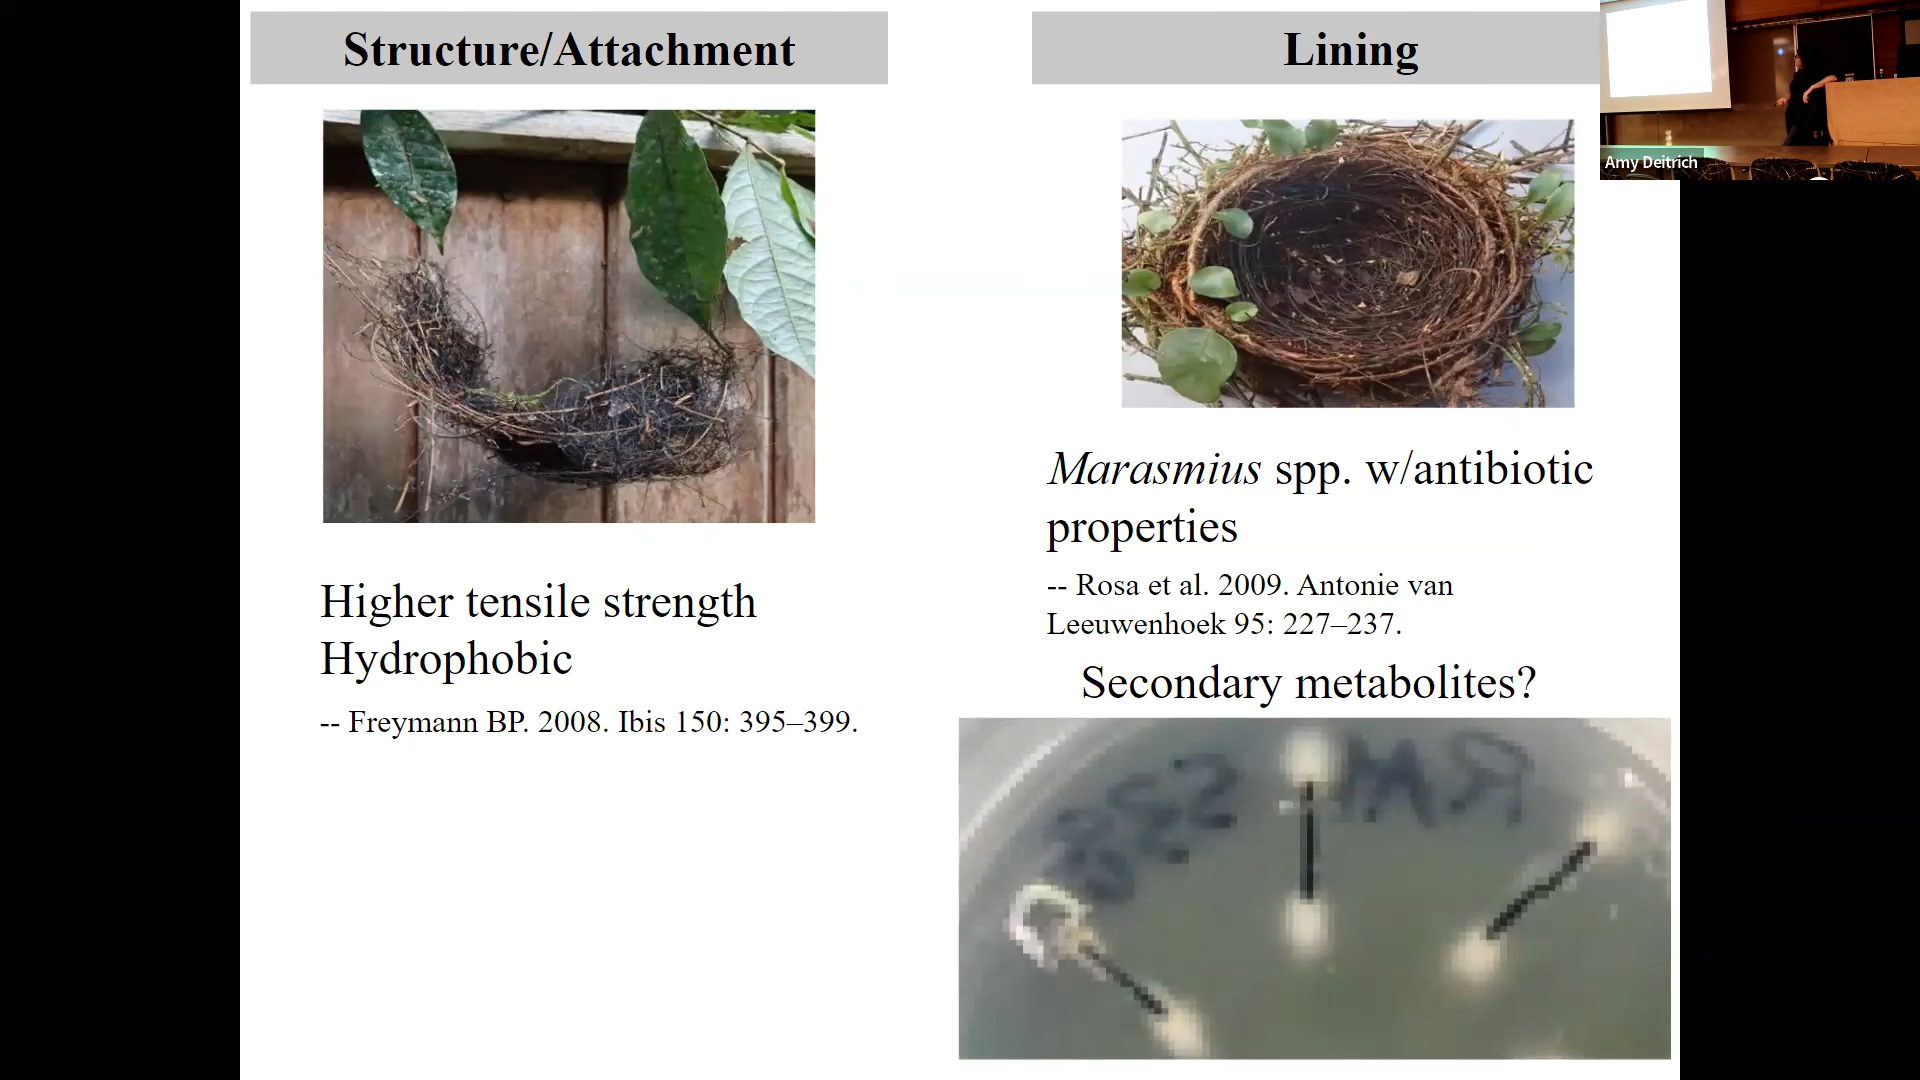 Structure/Attachment
Higher tensile strength
Hydrophobic
-- Freymann BP. 2008. Ibis 150: 395–399.
Lining
Marasmius spp. w/antibiotic
properties
-- Rosa et al. 2009. Antonie van
Leeuwenhoek 95: 227–237.
Secondary metabolites?
Amy Deitrich